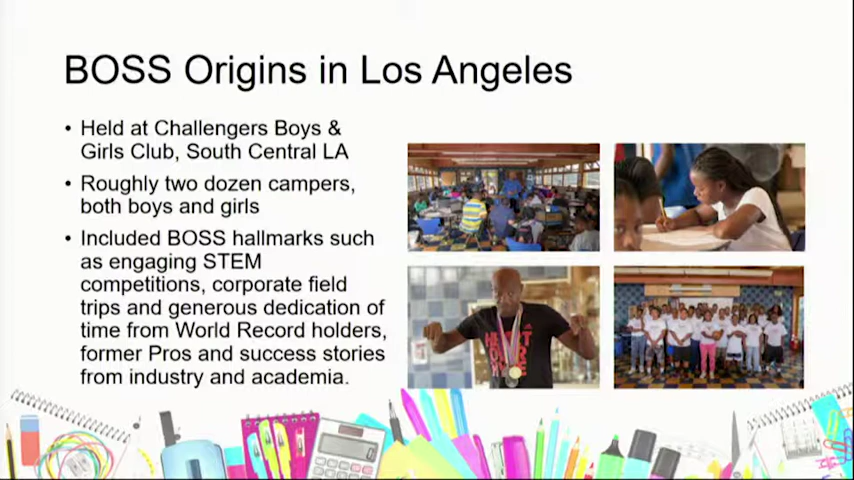 BOSS Origins in Los Angeles
• Held at Challengers Boys &
Girls Club, South Central LA
• Roughly two dozen campers,
both boys and girls
• Included BOSS hallmarks such
as engaging STEM
competitions, corporate field
trips and generous dedication of
time from World Record holders,
former Pros and success stories
from industry and academia.